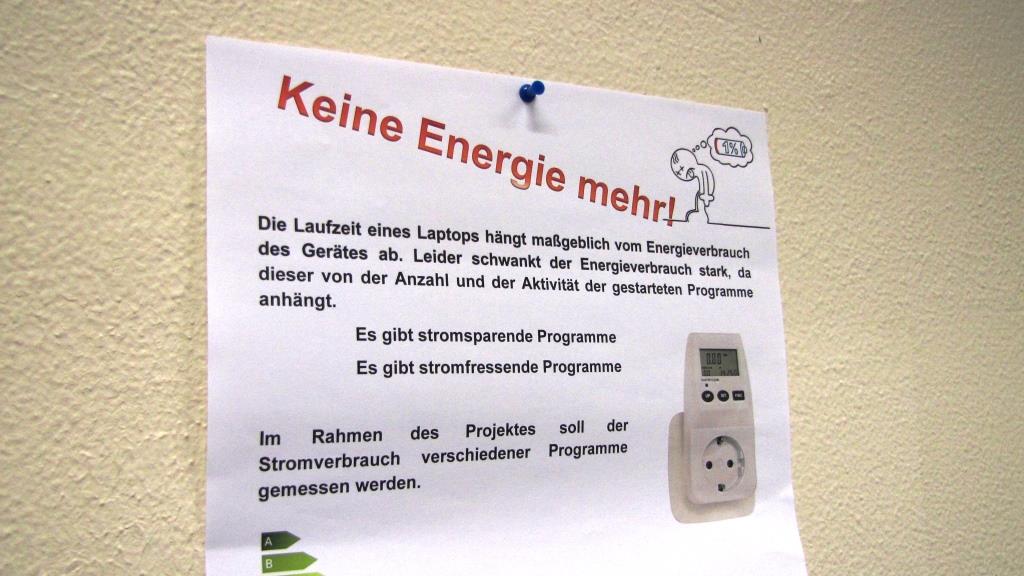 Keine Energie mehr!
1%
Die Laufzeit eines Laptops hängt maßgeblich vom Energieverbrauch
des Gerätes ab. Leider schwankt der Energieverbrauch stark, da
dieser von der Anzahl und der Aktivität der gestarteten Programme
anhängt.
Es gibt stromsparende Programme
Es gibt stromfressende Programme
0.00
Im Rahmen des Projektes soll der
Stromverbrauch verschiedener Programme
gemessen werden.
A
B